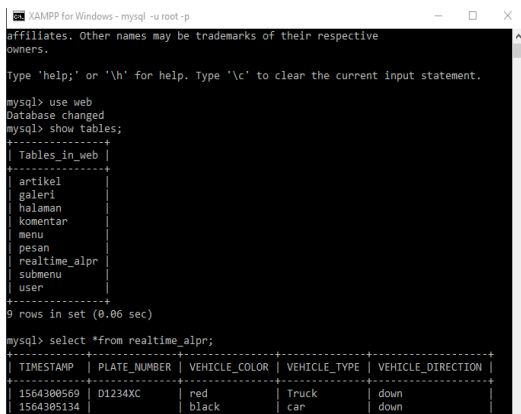 XAMPP for Windows - mysql -u root -p
affiliates. Other names may be trademarks of their respective
owners.
Type 'help;' or '\h' for help. Type '\c' to clear the current input statement.
mysql> use web
Database changed
mysql> show tables;
+---------------+
| Tables_in_web |
+---------------+
| artikel       |
| galeri        |
| halaman       |
| komentar      |
| menu          |
| pesan         |
| realtime_alpr |
| submenu       |
| user          |
+---------------+
9 rows in set (0.06 sec)
mysql> select *from realtime_alpr;
+------------+--------------+---------------+--------------+-------------------+
| TIMESTAMP | PLATE_NUMBER | VEHICLE_COLOR | VEHICLE_TYPE | VEHICLE_DIRECTION |
+------------+--------------+---------------+--------------+-------------------+
| 1564300569 | D1234XC | red | Truck | down |
| 1564305134 | | black | car | down |